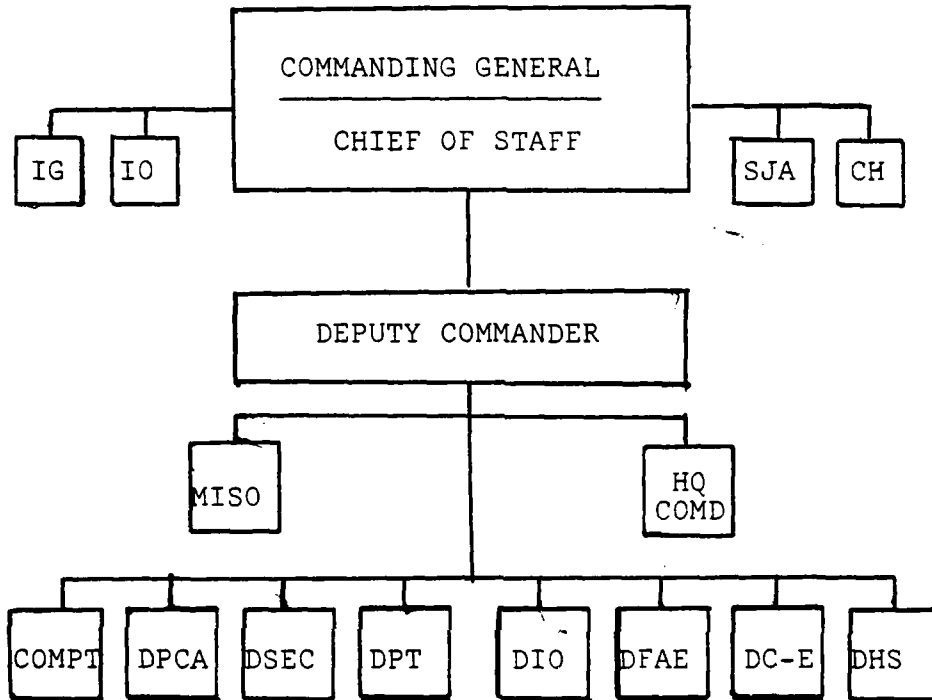 COMMANDING GENERAL
CHIEF OF STAFF
IG
IO
SJA
CH
DEPUTY COMMANDER
MISO
HQ
COMD
COMPT
DPCA
DSEC
DPT
DIO
DFAE
DC-E
DHS